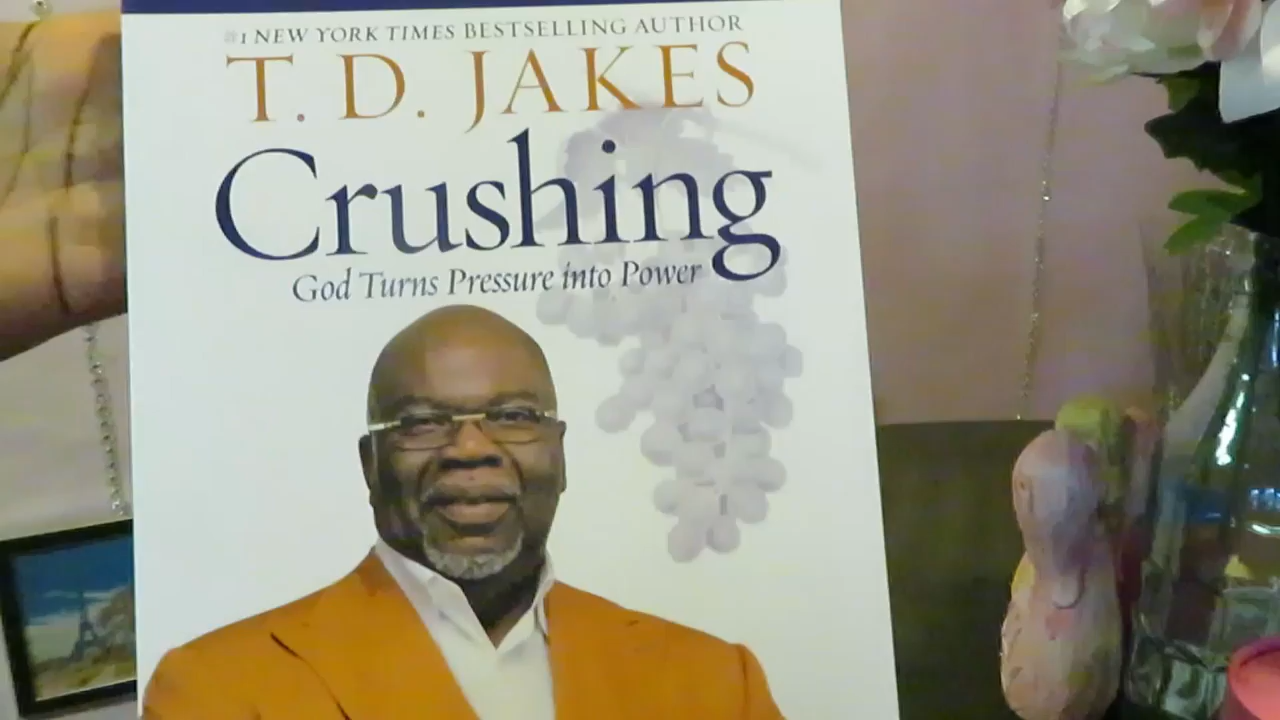 #1 NEW YORK TIMES BESTSELLING AUTHOR
T. D. JAKES
Crushing
God Turns Pressure into Power